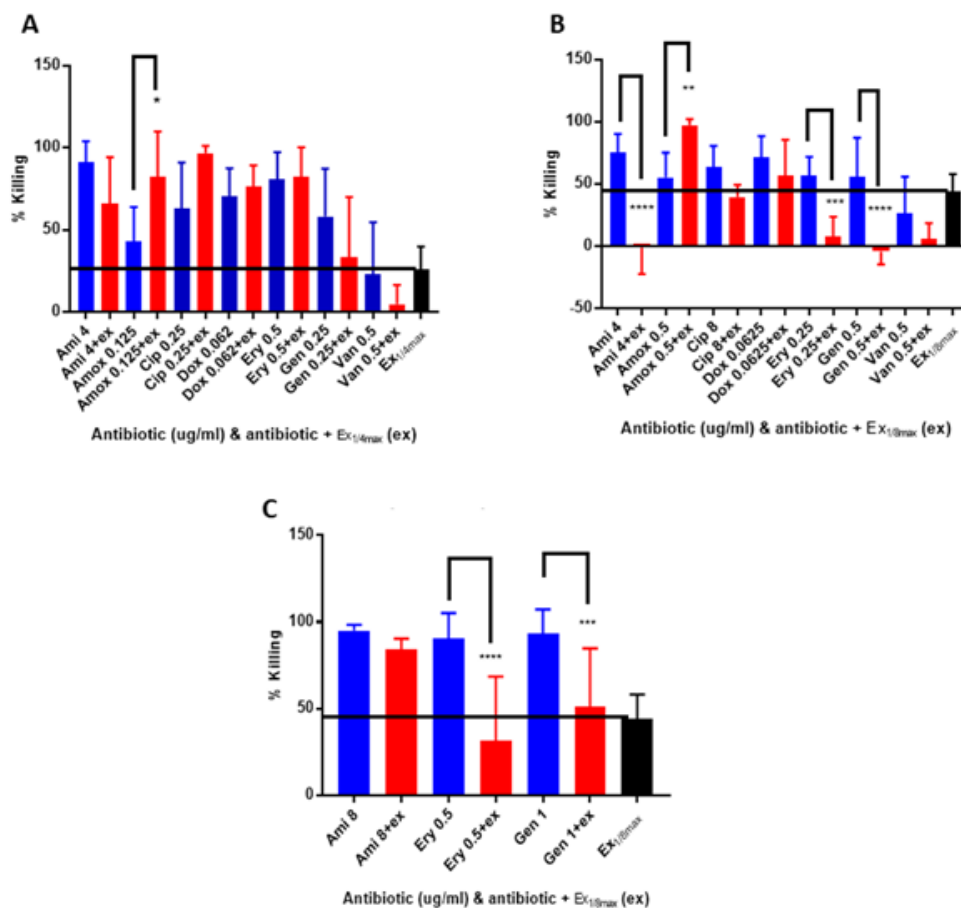 A
150
100
50
0
% Killing
*
Ami 4
Ami 4+ex
Amox 0.125
Amox 0.125+ex
Cip 0.25
Cip 0.25+ex
Dox 0.062
Dox 0.062+ex
Ery 0.5
Ery 0.5+ex
Gen 0.25
Gen 0.25+ex
Van 0.5
Van 0.5+ex
Ex1/4max
Antibiotic (ug/ml) & antibiotic + Ex1/4max (ex)
B
150
100
50
0
-50
% Killing
****
**
***
****
Ami 4
Ami 4+ex
Amox 0.5
Amox 0.5+ex
Cip 8
Cip 8+ex
Dox 0.0625
Dox 0.0625+ex
Ery 0.25
Ery 0.25+ex
Gen 0.5
Gen 0.5+ex
Van 0.5
Van 0.5+ex
Ex1/8max
Antibiotic (ug/ml) & antibiotic + Ex1/8max (ex)
C
150
100
50
0
% Killing
****
***
Ami 8
Ami 8+ex
Ery 0.5
Ery 0.5+ex
Gen 1
Gen 1+ex
Ex1/8max
Antibiotic (ug/ml) & antibiotic + Ex1/8max (ex)